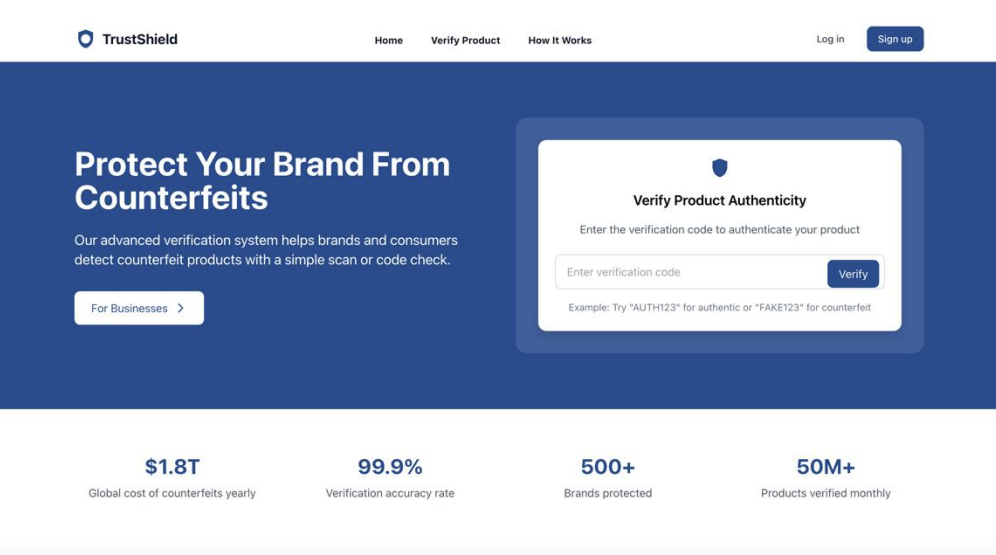 TrustShield
Home
Verify Product
How It Works
Log in
Sign up
Protect Your Brand From
Counterfeits
Our advanced verification system helps brands and consumers
detect counterfeit products with a simple scan or code check.
For Businesses
Verify Product Authenticity
Enter the verification code to authenticate your product
Enter verification code
Verify
Example: Try "AUTH123" for authentic or "FAKE123" for counterfeit
$1.8T
Global cost of counterfeits yearly
99.9%
Verification accuracy rate
500+
Brands protected
50M+
Products verified monthly